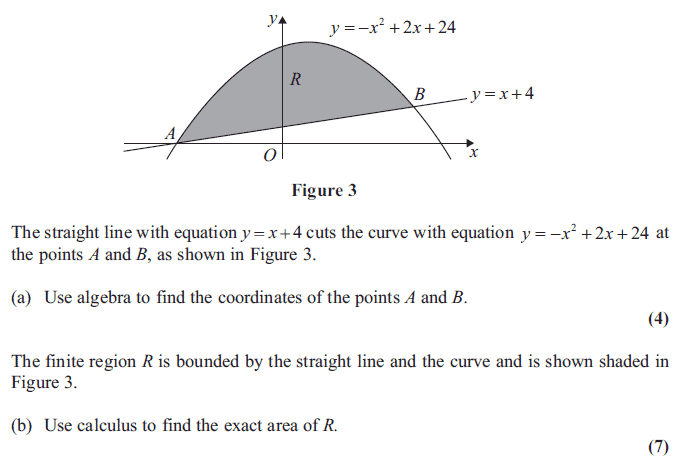 y
y = −x² + 2x + 24
R
B
y = x + 4
A
O
x
Figure 3
The straight line with equation y = x + 4 cuts the curve with equation y = −x² + 2x + 24 at
the points A and B, as shown in Figure 3.
(a) Use algebra to find the coordinates of the points A and B.
(4)
The finite region R is bounded by the straight line and the curve and is shown shaded in
Figure 3.
(b) Use calculus to find the exact area of R.
(7)